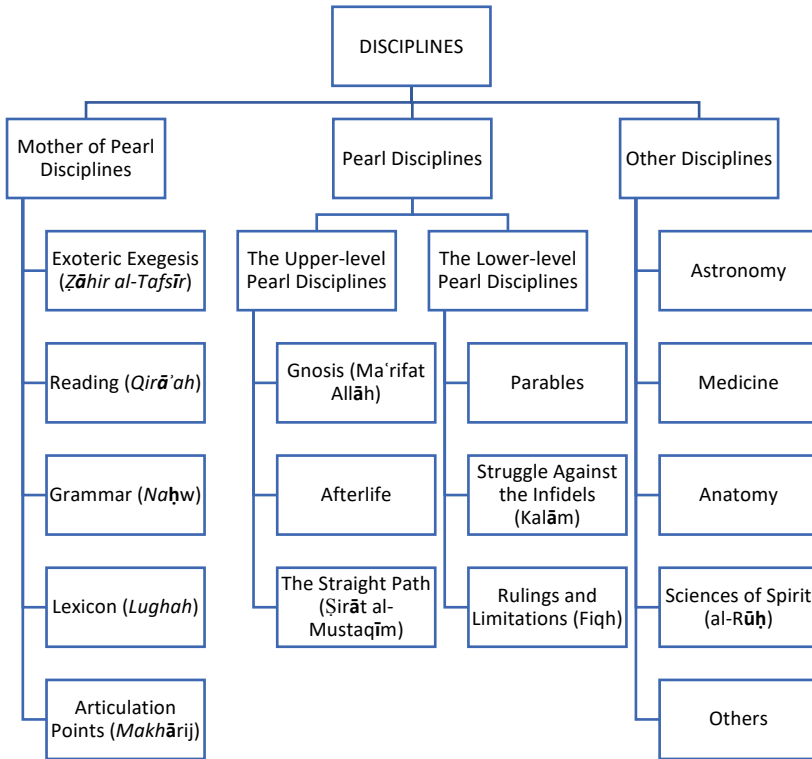 DISCIPLINES
Mother of Pearl
Disciplines
Pearl Disciplines
Other Disciplines
Exoteric Exegesis
(Ẓāhir al-Tafsīr)
Reading (Qirāʾah)
Grammar (Naḥw)
Lexicon (Lughah)
Articulation
Points (Makhārij)
The Upper-level
Pearl Disciplines
Gnosis (Maʿrifat
Allāh)
Afterlife
The Straight Path
(Ṣirāt al-
Mustaqīm)
The Lower-level
Pearl Disciplines
Parables
Struggle Against
the Infidels
(Kalām)
Rulings and
Limitations (Fiqh)
Astronomy
Medicine
Anatomy
Sciences of Spirit
(al-Rūḥ)
Others